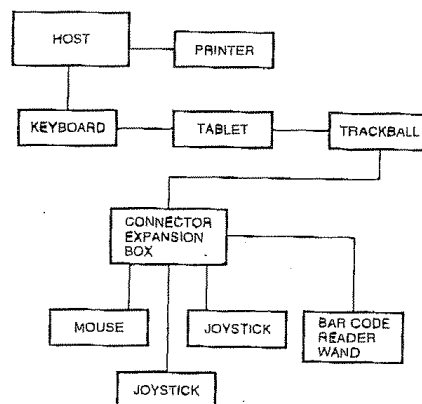 HOST
PRINTER
KEYBOARD
TABLET
TRACKBALL
CONNECTOR
EXPANSION
BOX
MOUSE
JOYSTICK
BAR CODE
READER
WAND
JOYSTICK